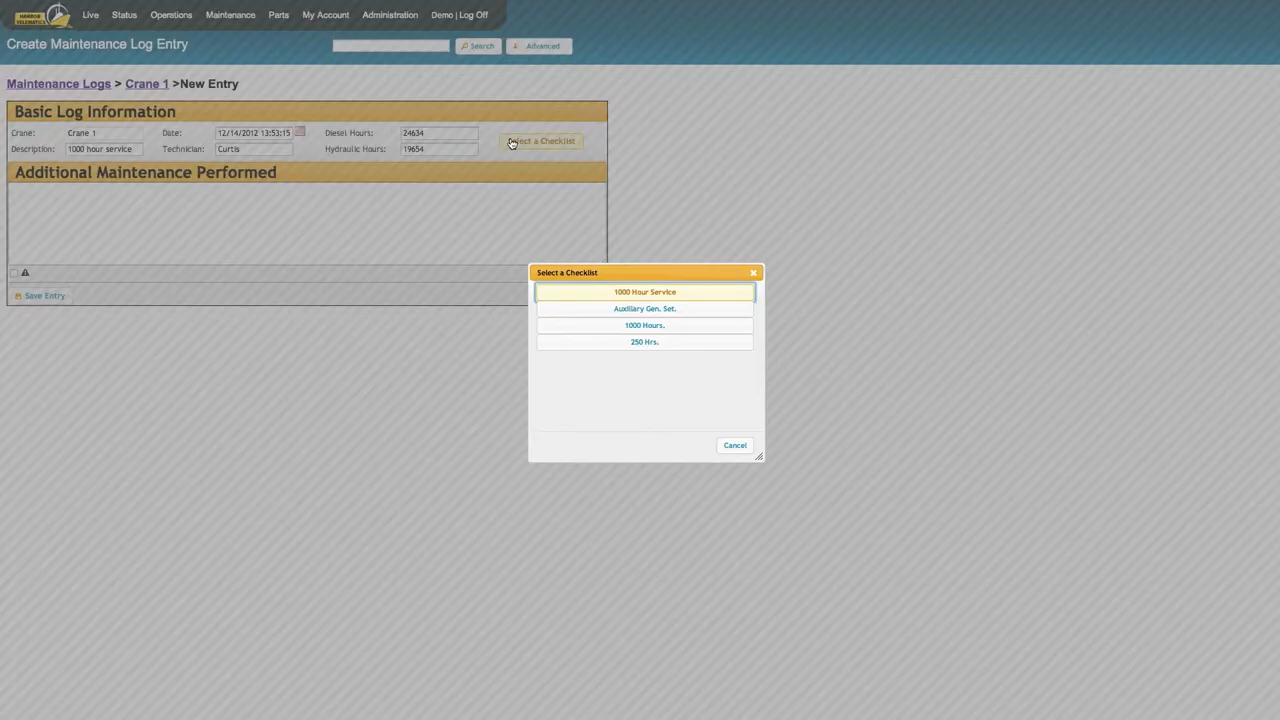 HARBOR TELEMATICS Live Status Operations Maintenance Parts My Account Administration Demo | Log Off
Create Maintenance Log Entry Search Advanced
Maintenance Logs > Crane 1 >New Entry
Basic Log Information
Crane: Crane 1 Date: 12/14/2012 13:53:15 Diesel Hours: 24634 Select a Checklist
Description: 1000 hour service Technician: Curtis Hydraulic Hours: 19654
Additional Maintenance Performed
Save Entry
Select a Checklist
1000 Hour Service
Auxiliary Gen. Set.
1000 Hours.
250 Hrs.
Cancel